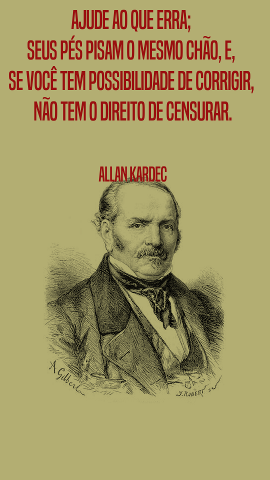 AJUDE AO QUE ERRA;
SEUS PÉS PISAM O MESMO CHÃO, E,
SE VOCÊ TEM POSSIBILIDADE DE CORRIGIR,
NÃO TEM O DIREITO DE CENSURAR.
ALLAN KARDEC
A Gilbert